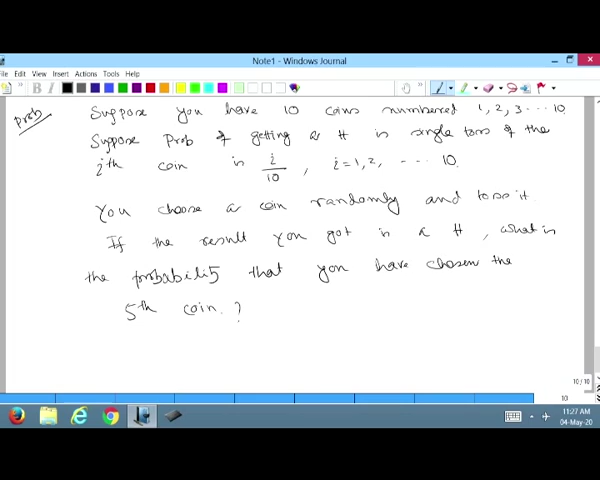 Note1 - Windows Journal
File Edit View Insert Actions Tools Help
Prob
Suppose you have 10 coins numbered 1, 2, 3 ... 10.
Suppose Prob of getting a H in single toss of the
ith coin is i/10 , i=1,2, .... 10.
You choose a coin randomly and toss it.
If the result you got is a H, what is
the probabili5 that you have chosen the
5th coin.?
10/10
10
11:27 AM
04-May-20